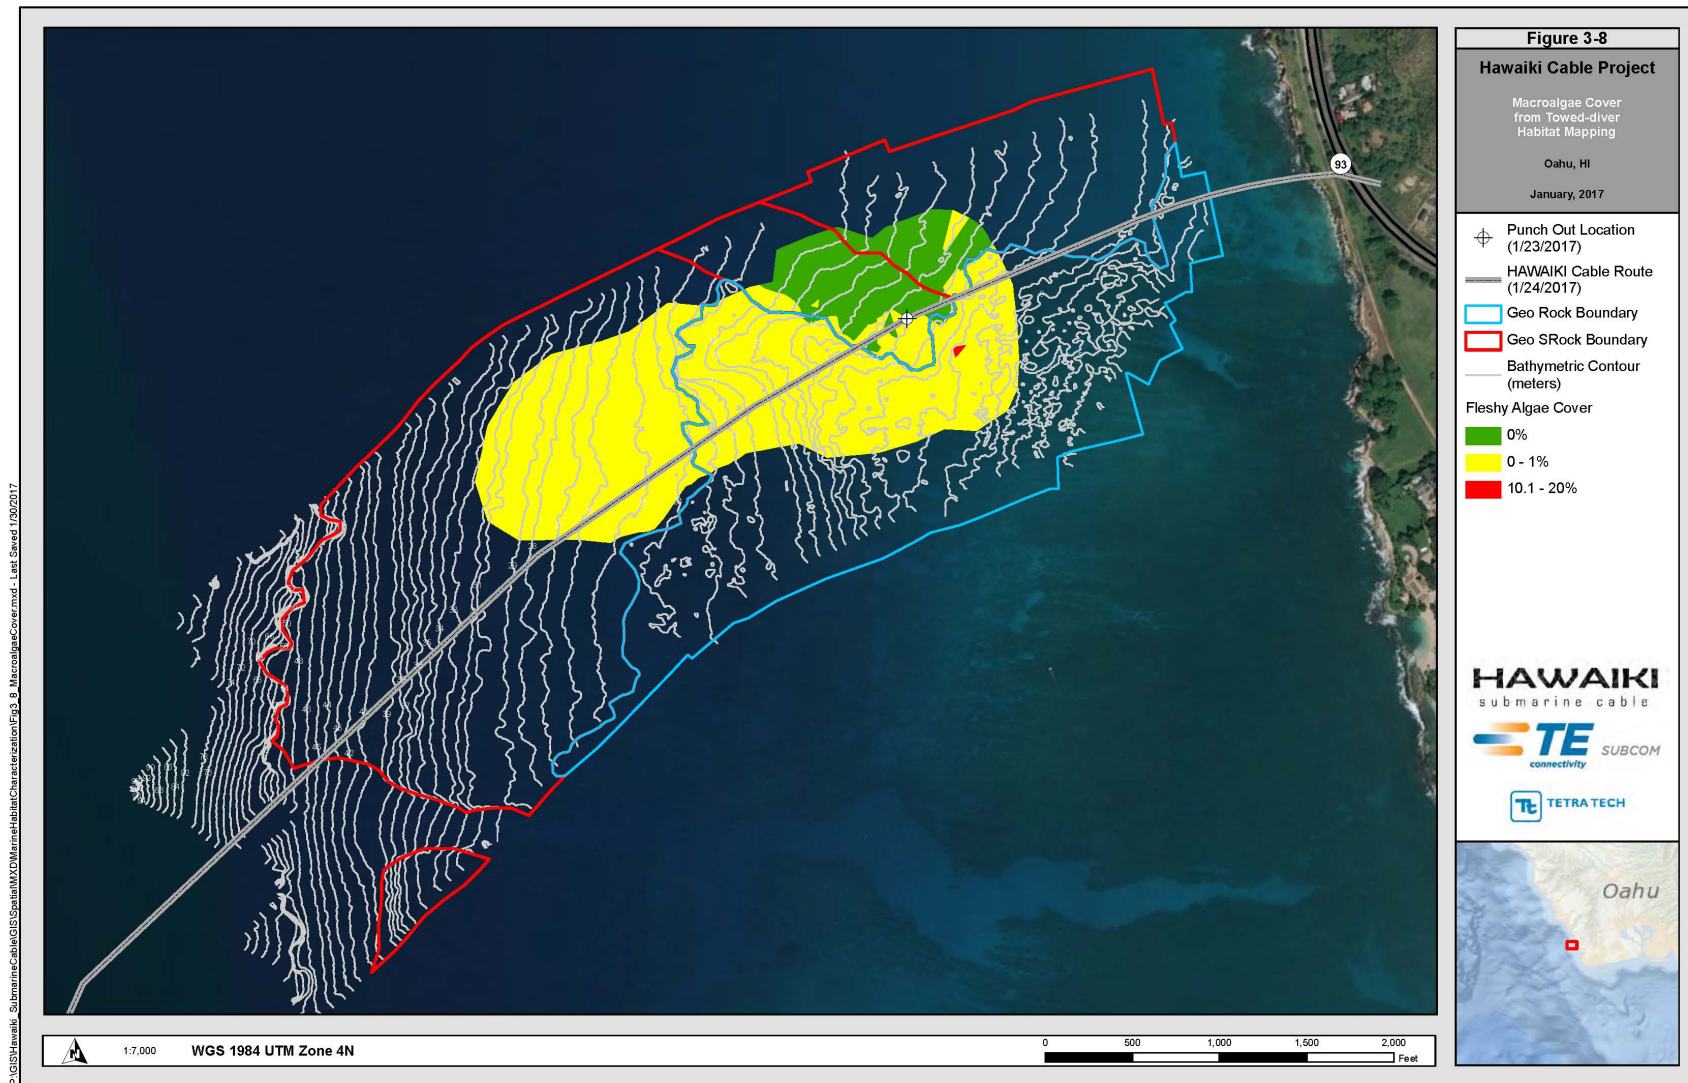 Figure 3-8
Hawaiki Cable Project
Macroalgae Cover
from Towed-diver
Habitat Mapping
Oahu, HI
January, 2017
Punch Out Location
(1/23/2017)
HAWAIKI Cable Route
(1/24/2017)
Geo Rock Boundary
Geo SRock Boundary
Bathymetric Contour
(meters)
Fleshy Algae Cover
0%
0 - 1%
10.1 - 20%
HAWAIKI
submarine cable
TE
SUBCOM
connectivity
Tt
TETRA TECH
Oahu
93
N
1:7,000
WGS 1984 UTM Zone 4N
0
500
1,000
1,500
2,000
Feet
P:\GIS\Hawaiki_SubmarineCable\GIS\Spatial\MXD\MarineHabitatCharacterization\Fig3_8_MacroalgaeCover.mxd - Last Saved 1/30/2017